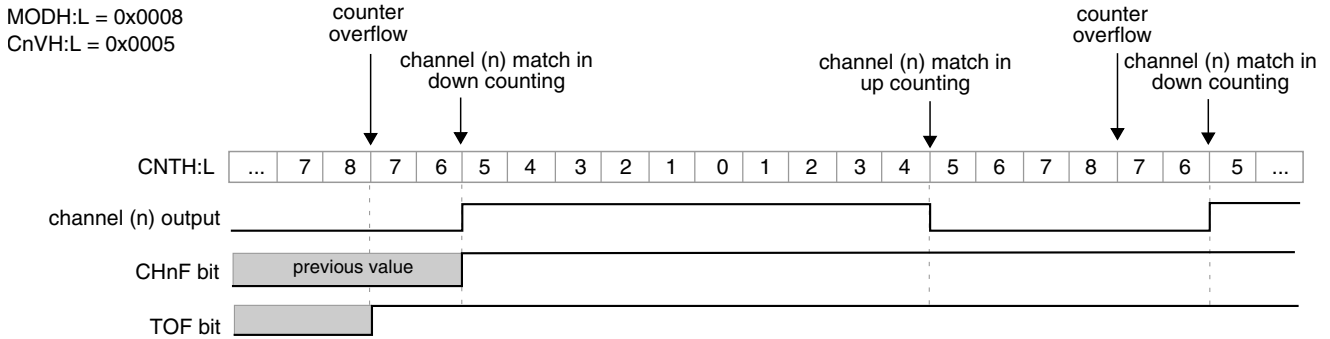 MODH:L = 0x0008
CnVH:L = 0x0005
counter
overflow
channel (n) match in
down counting
channel (n) match in
up counting
counter
overflow
channel (n) match in
down counting
CNTH:L ... 7 8 7 6 5 4 3 2 1 0 1 2 3 4 5 6 7 8 7 6 5 ...
channel (n) output
CHnF bit previous value
TOF bit